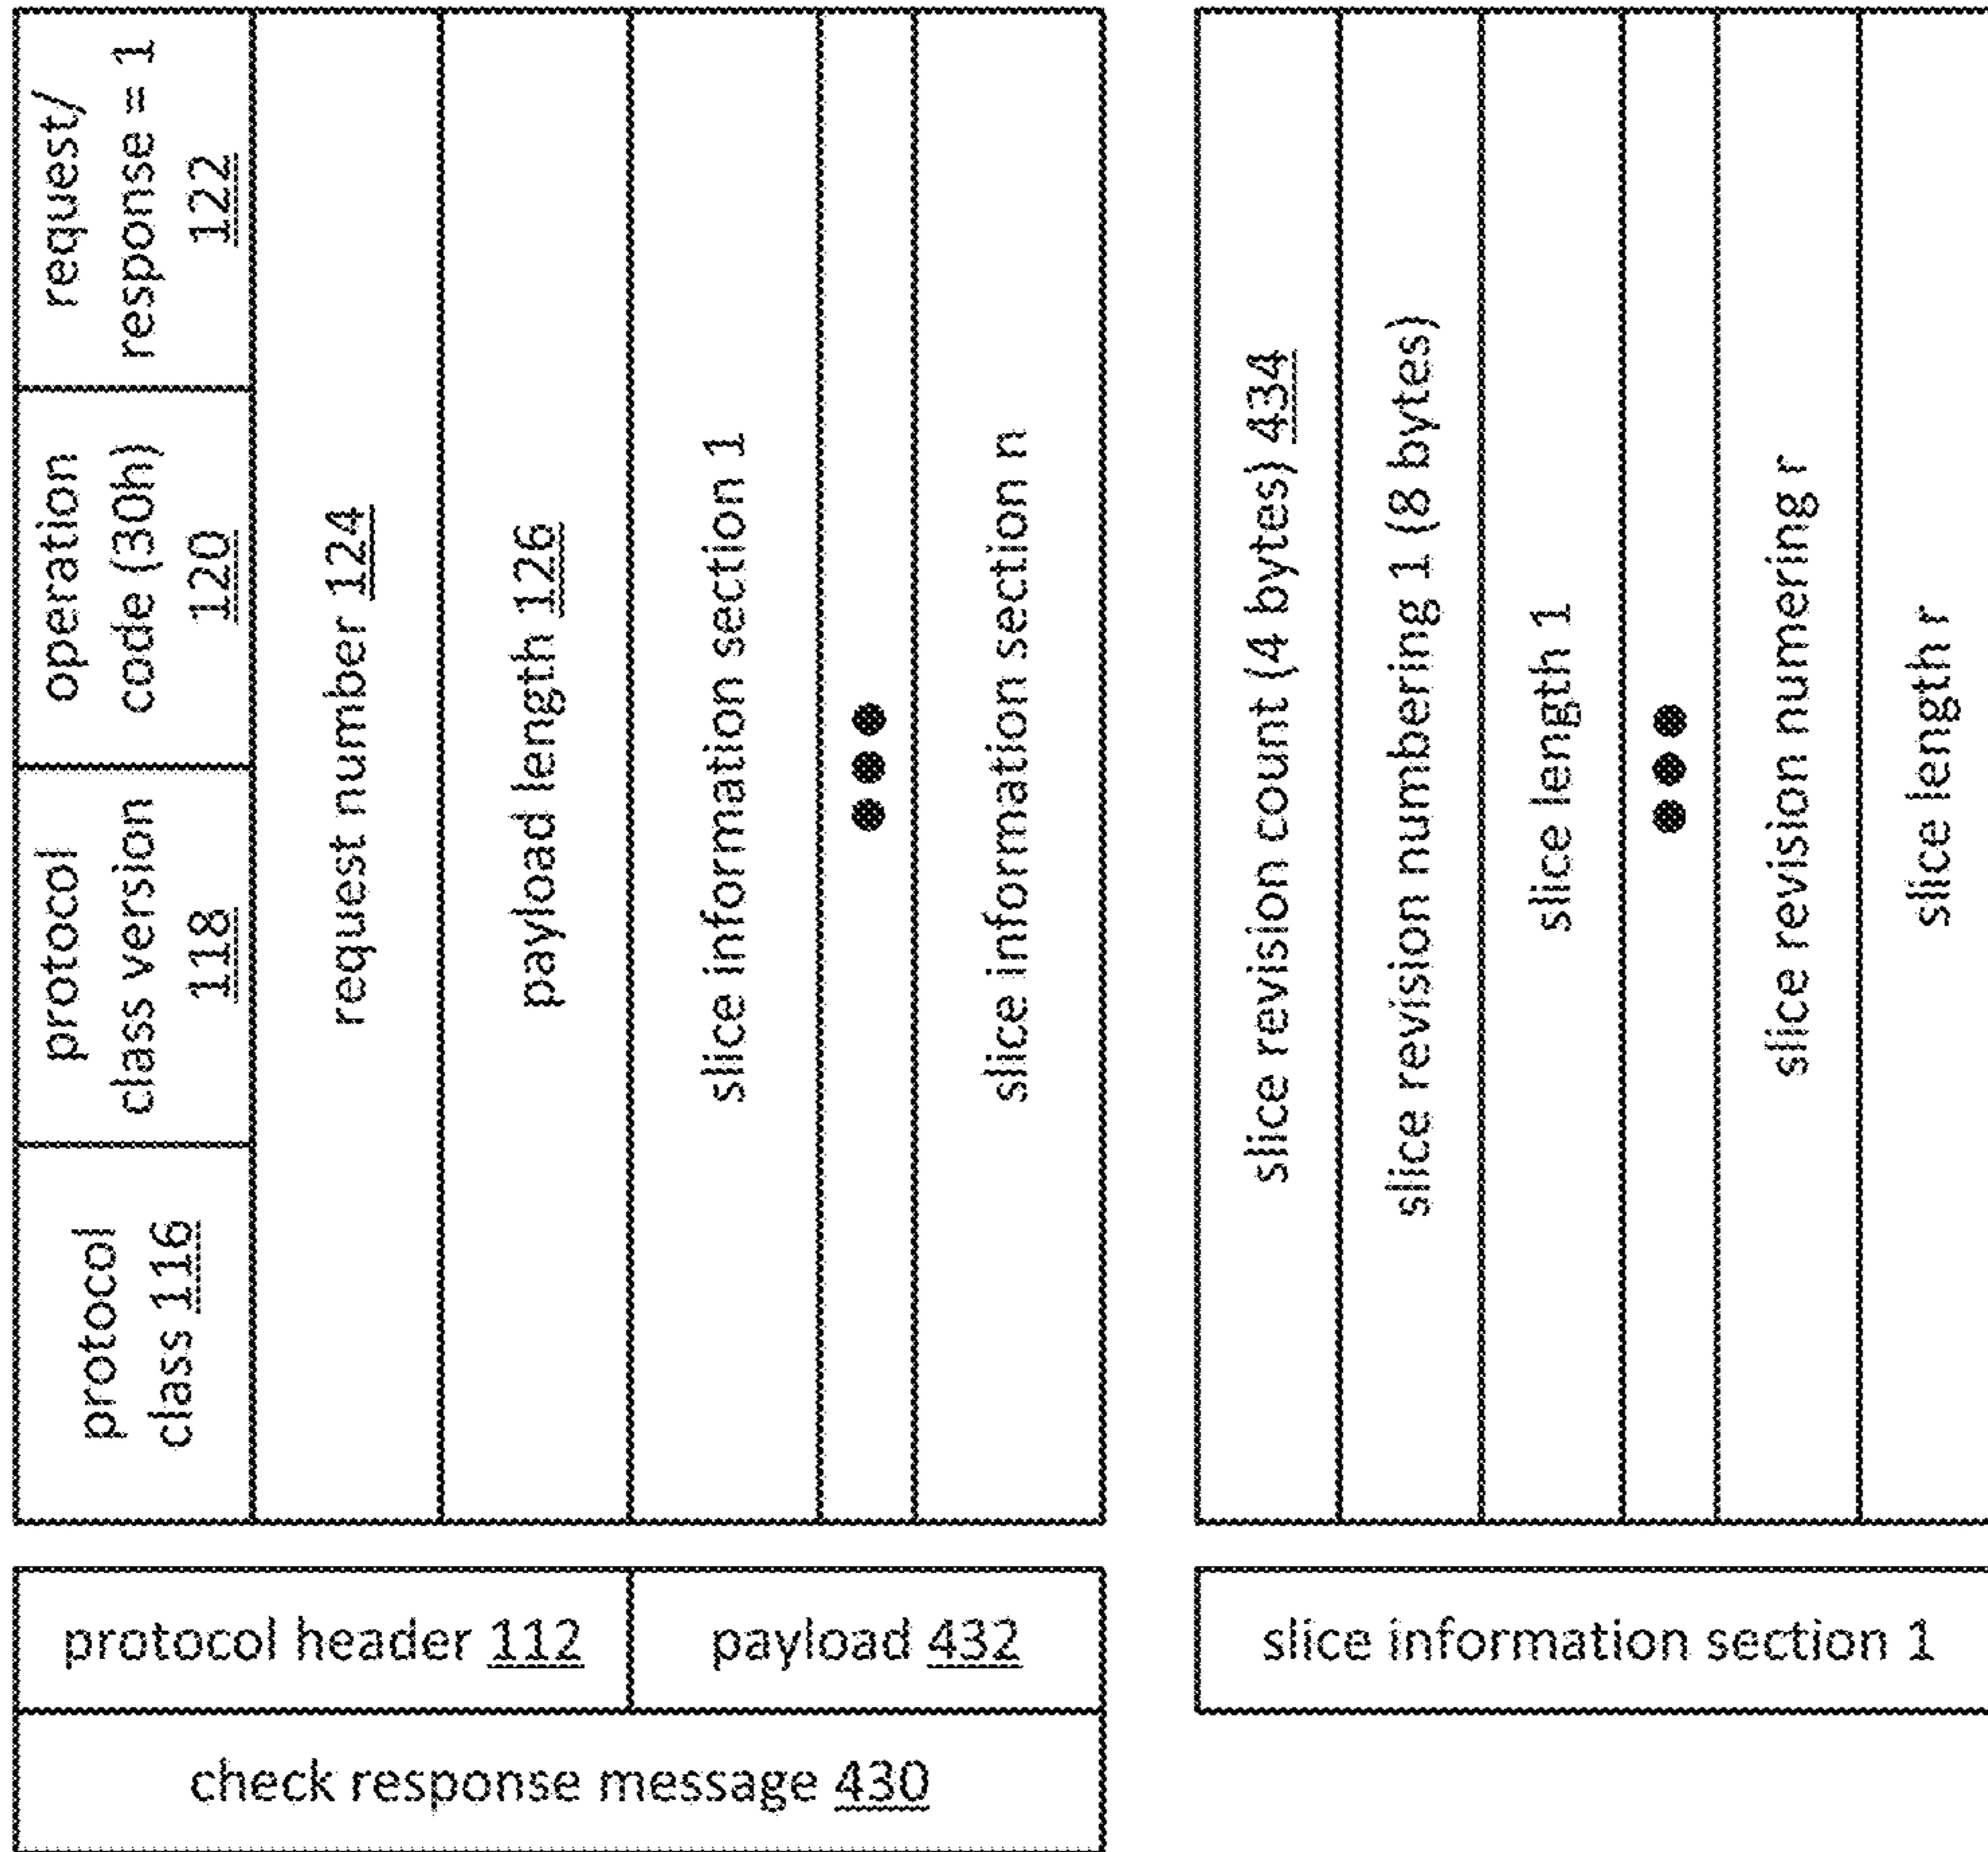 check response message 430
protocol header 112
payload 432
protocol
class 116
protocol
class version
118
operation
code (30h)
120
request/
response = 1
122
request number 124
payload length 126
slice information section 1
slice information section n
slice information section 1
slice revision count (4 bytes) 434
slice revision numbering 1 (8 bytes)
slice length 1
slice revision numering r
slice length r